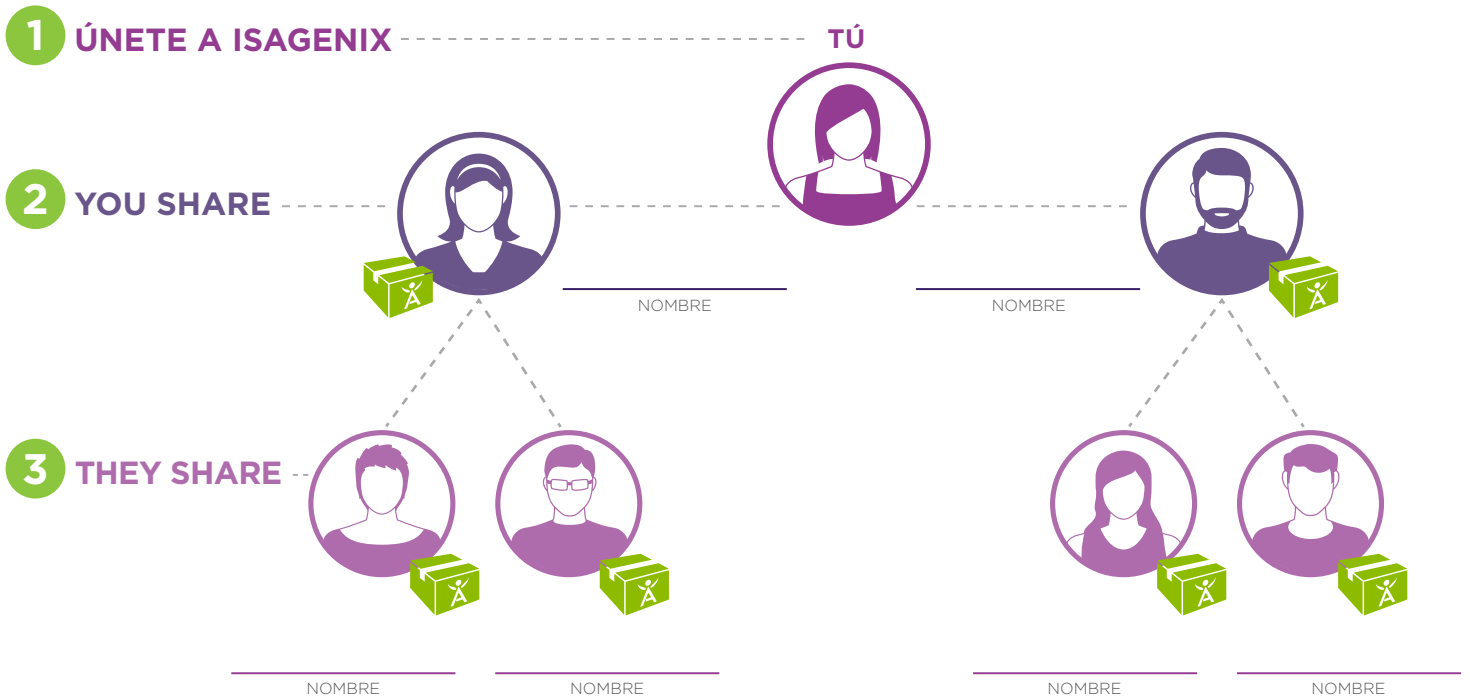 1 ÚNETE A ISAGENIX
TÚ
2 YOU SHARE
NOMBRE
NOMBRE
3 THEY SHARE
NOMBRE
NOMBRE
NOMBRE
NOMBRE